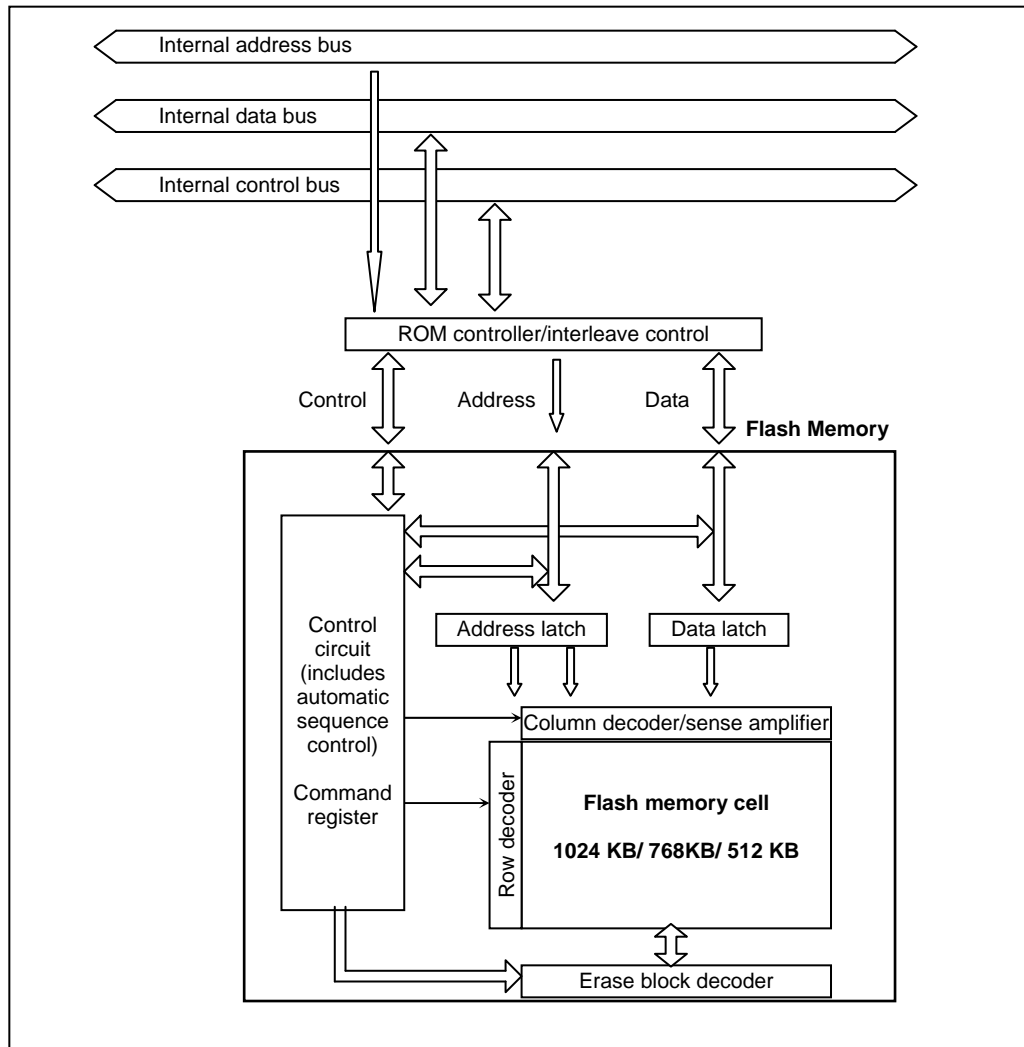 Internal address bus
Internal data bus
Internal control bus
ROM controller/interleave control
Control
Address
Data
Flash Memory
Control
circuit
(includes
automatic
sequence
control)
Command
register
Address latch
Data latch
Column decoder/sense amplifier
Row decoder
Flash memory cell
1024 KB/ 768KB/ 512 KB
Erase block decoder